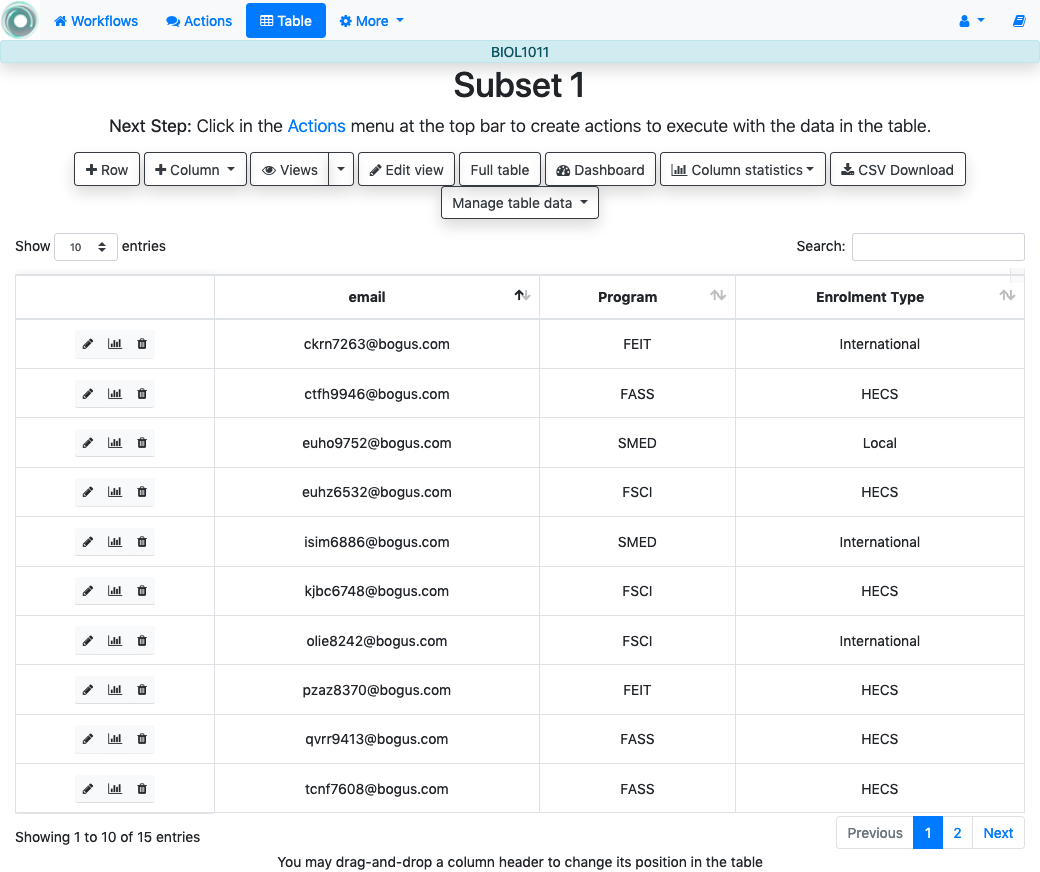 Workflows Actions Table More
BIOL1011
Subset 1
Next Step: Click in the Actions menu at the top bar to create actions to execute with the data in the table.
Row Column Views Edit view Full table Dashboard Column statistics CSV Download
Manage table data
Show 10 entries Search:
email Program Enrolment Type
ckrn7263@bogus.com FEIT International
ctfh9946@bogus.com FASS HECS
euho9752@bogus.com SMED Local
euhz6532@bogus.com FSCI HECS
isim6886@bogus.com SMED International
kjbc6748@bogus.com FSCI HECS
olie8242@bogus.com FSCI International
pzaz8370@bogus.com FEIT HECS
qvrr9413@bogus.com FASS HECS
tcnf7608@bogus.com FASS HECS
Showing 1 to 10 of 15 entries Previous 1 2 Next
You may drag-and-drop a column header to change its position in the table